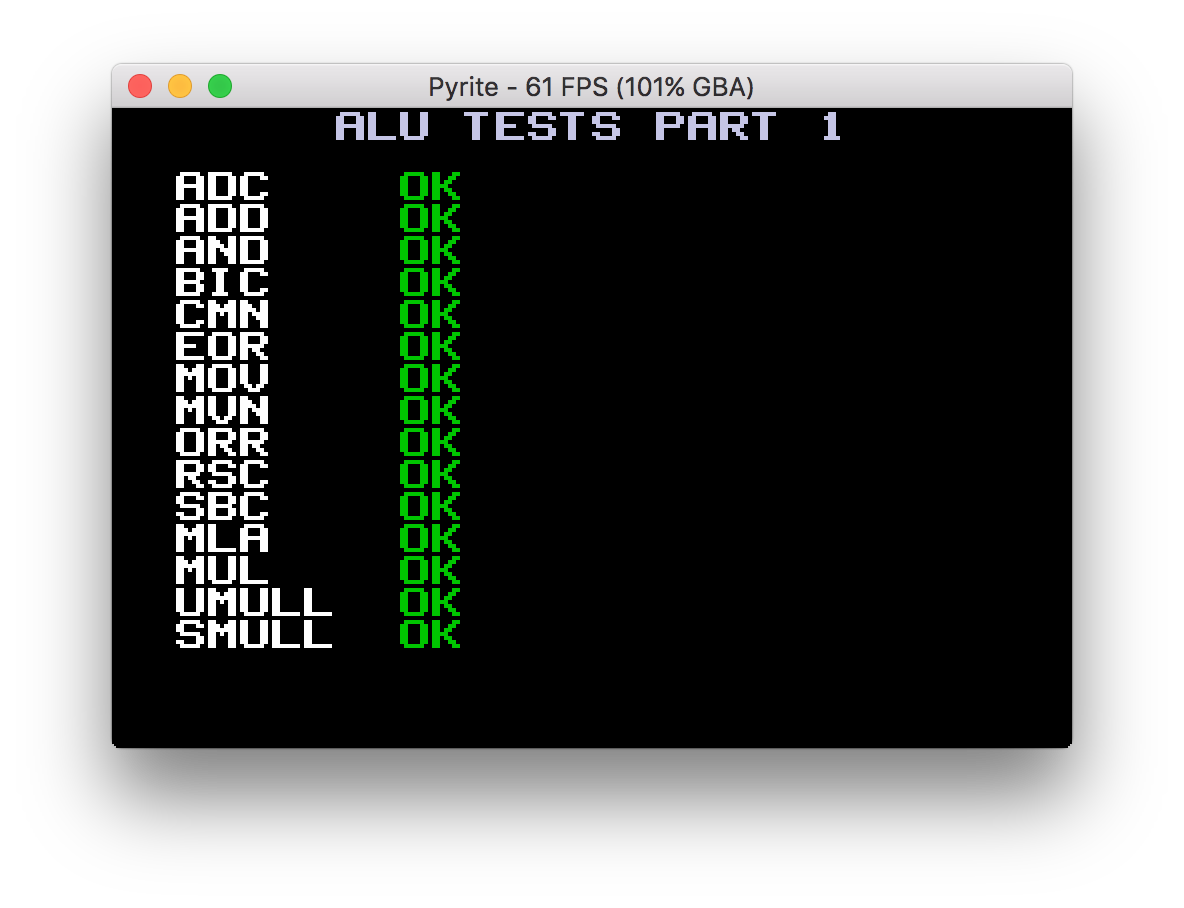 Pyrite - 61 FPS (101% GBA)
ALU TESTS PART 1
ADC OK
ADD OK
AND OK
BIC OK
CMN OK
EOR OK
MOV OK
MVN OK
ORR OK
RSC OK
SBC OK
MLA OK
MUL OK
UMULL OK
SMULL OK